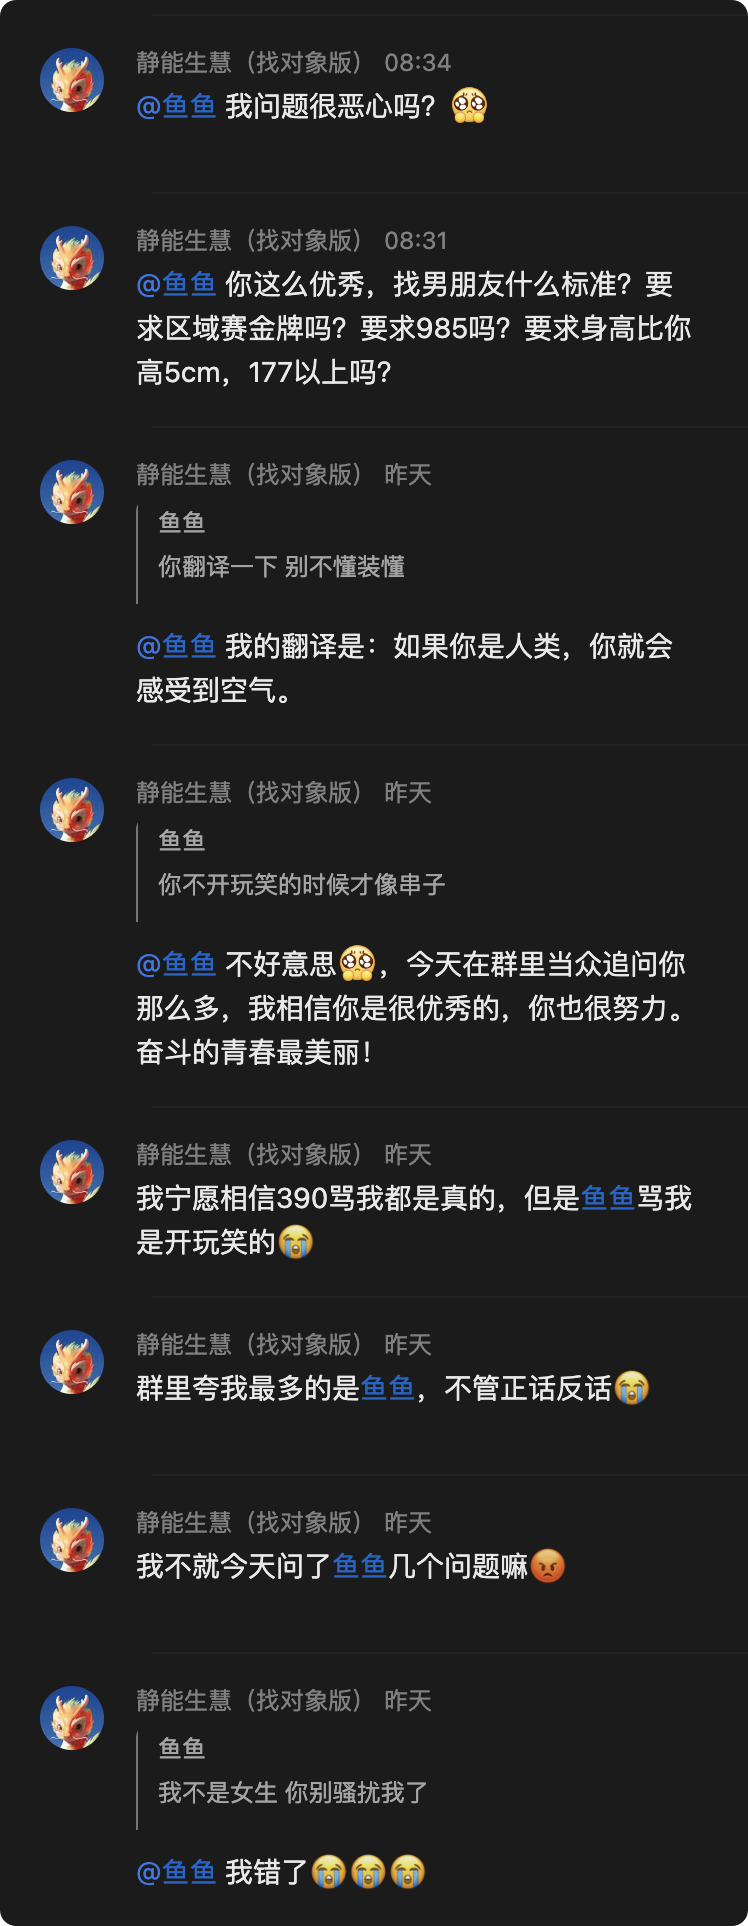 静能生慧（找对象版） 08:34
@鱼鱼 我问题很恶心吗？🥺
静能生慧（找对象版） 08:31
@鱼鱼 你这么优秀，找男朋友什么标准？要
求区域赛金牌吗？要求985吗？要求身高比你
高5cm，177以上吗?
静能生慧（找对象版） 昨天
鱼鱼
你翻译一下 别不懂装懂
@鱼鱼 我的翻译是：如果你是人类，你就会
感受到空气。
静能生慧（找对象版） 昨天
鱼鱼
你不开玩笑的时候才像串子
@鱼鱼 不好意思🥺，今天在群里当众追问你
那么多，我相信你是很优秀的，你也很努力。
奋斗的青春最美丽！
静能生慧（找对象版） 昨天
我宁愿相信390骂我都是真的，但是鱼鱼骂我
是开玩笑的😭
静能生慧（找对象版） 昨天
群里夸我最多的是鱼鱼，不管正话反话😭
静能生慧（找对象版） 昨天
我不就今天问了鱼鱼几个问题嘛😡
静能生慧（找对象版） 昨天
鱼鱼
我不是女生 你别骚扰我了
@鱼鱼 我错了😭😭😭